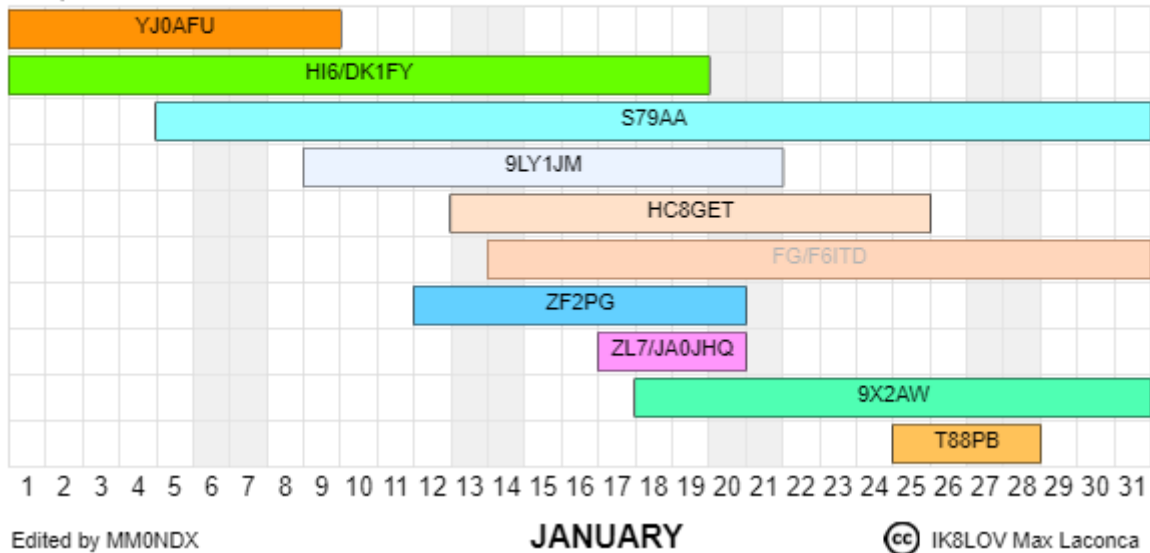 YJ0AFU
HI6/DK1FY
S79AA
9LY1JM
HC8GET
FG/F6ITD
ZF2PG
ZL7/JA0JHQ
9X2AW
T88PB
1 2 3 4 5 6 7 8 9 10 11 12 13 14 15 16 17 18 19 20 21 22 23 24 25 26 27 28 29 30 31
Edited by MM0NDX JANUARY cc IK8LOV Max Laconca